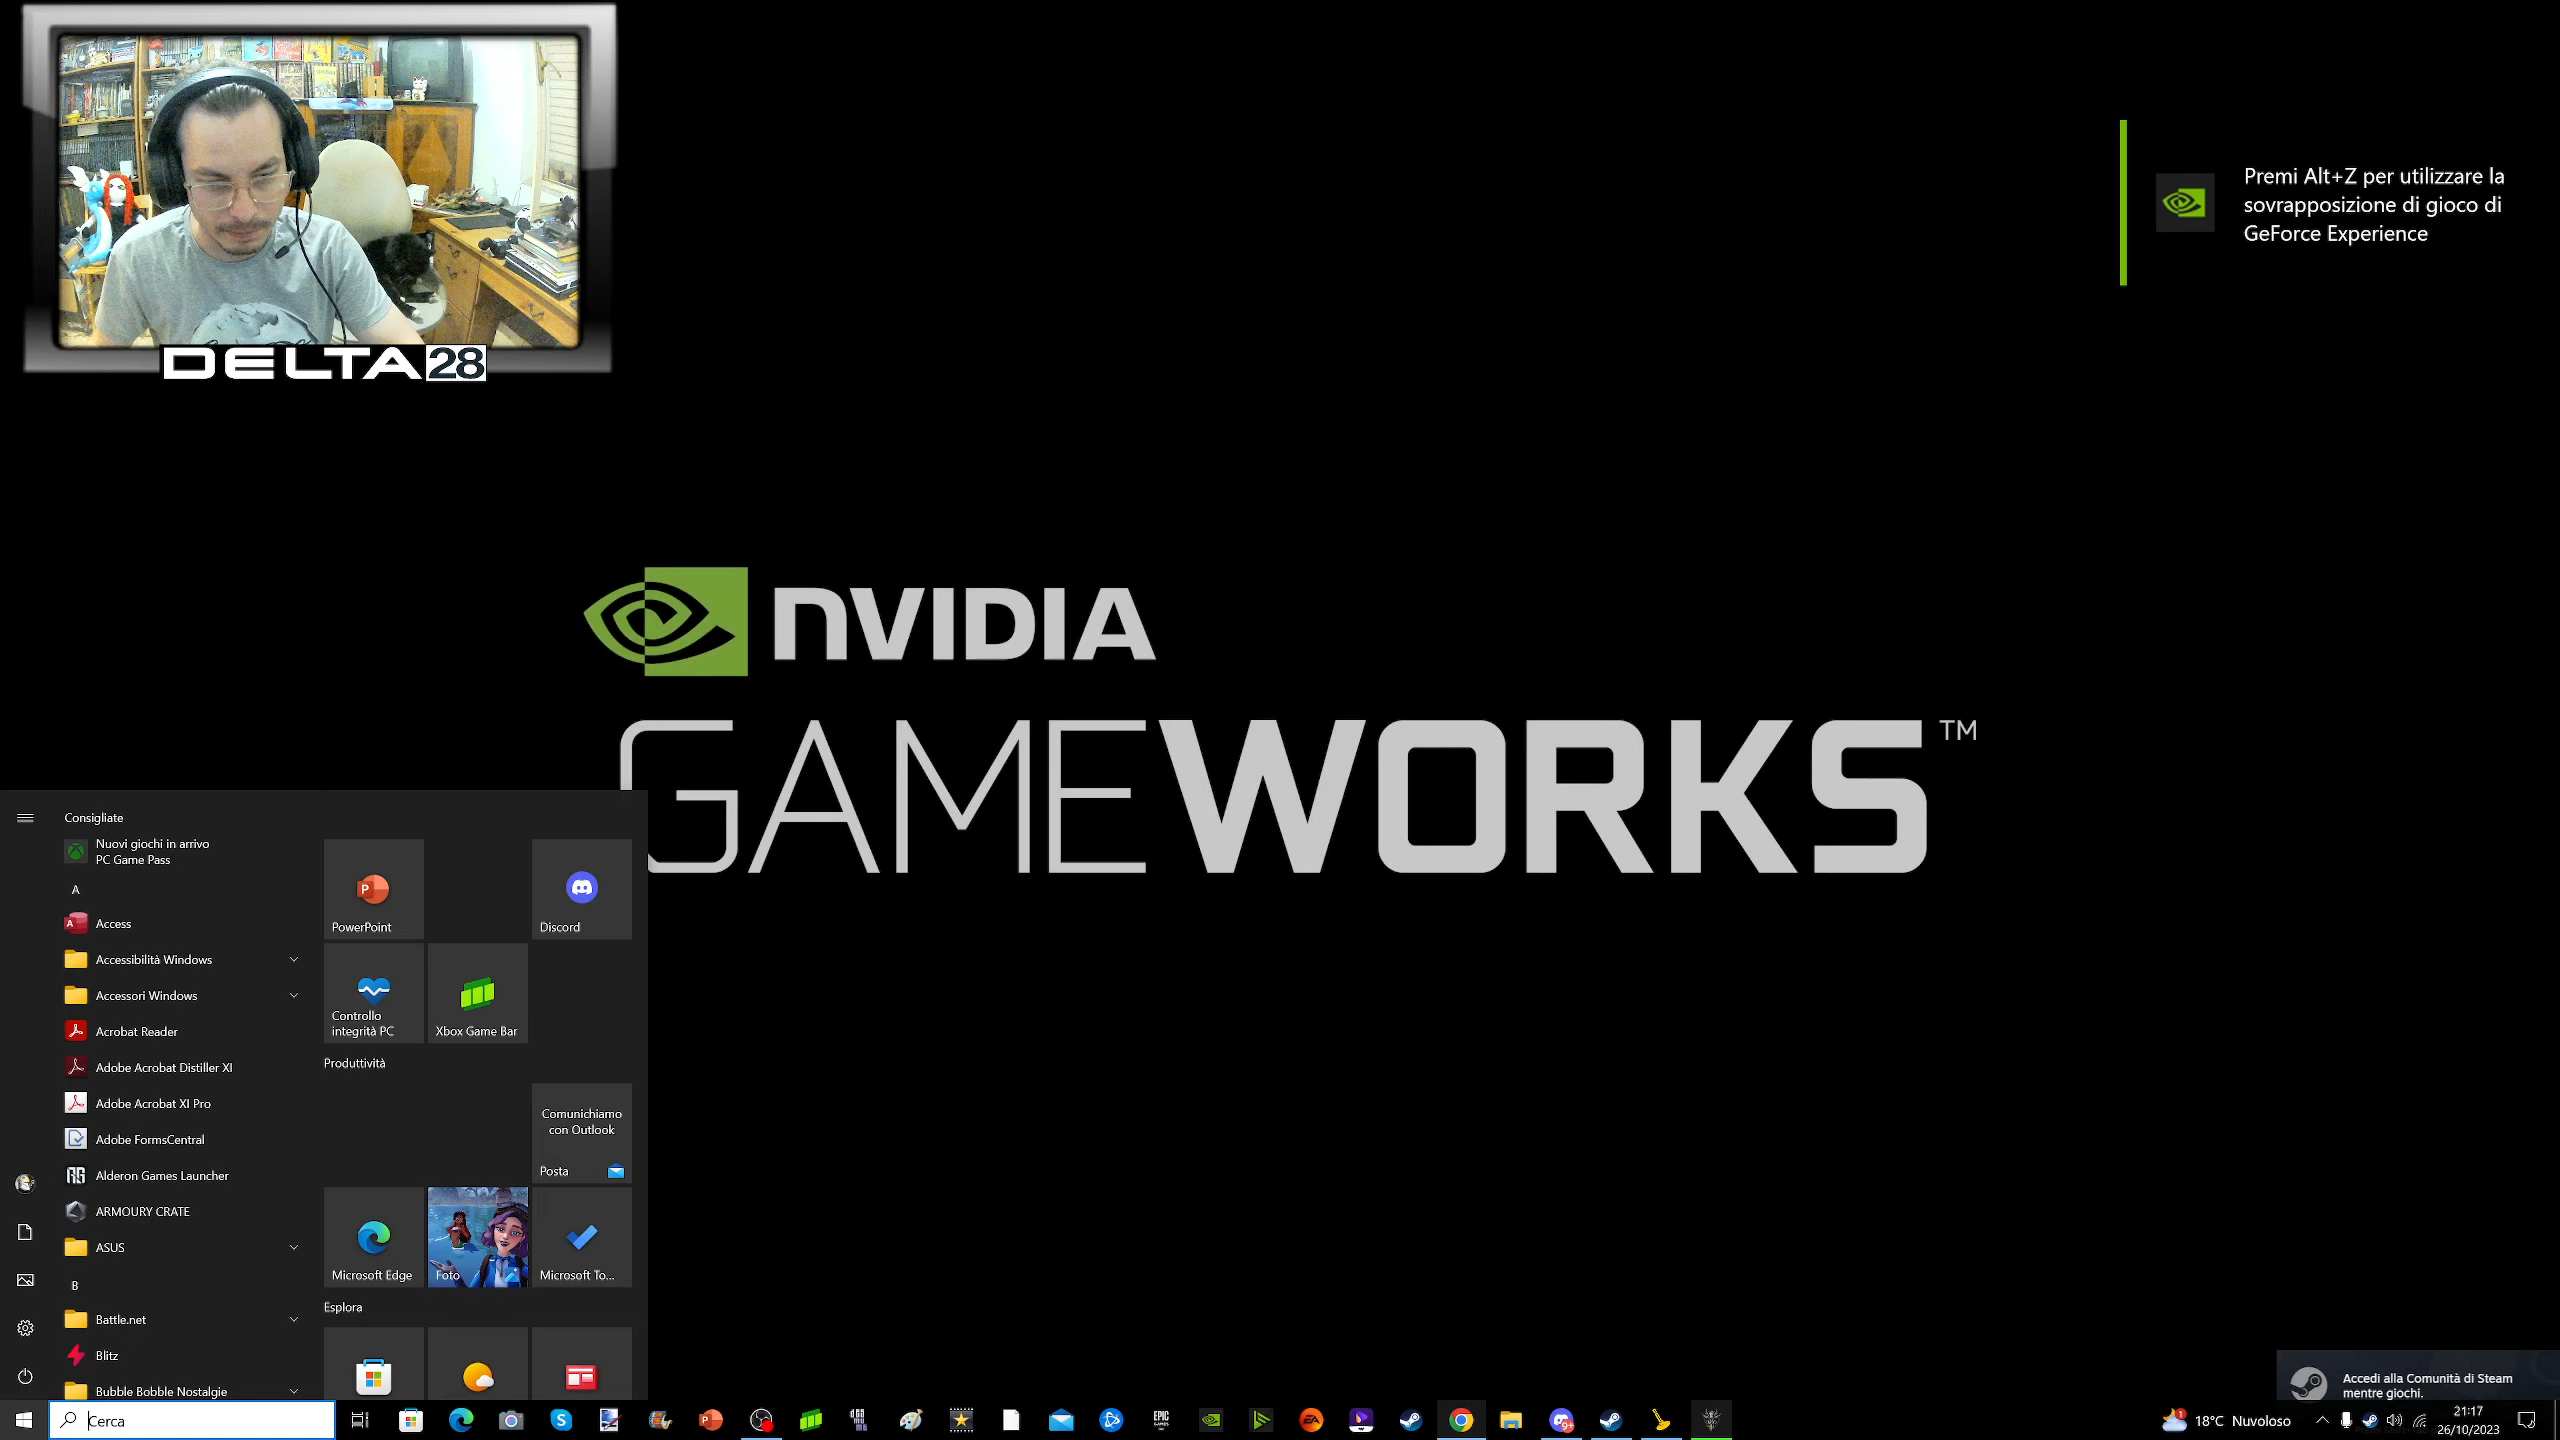 DELTA28
Premi Alt+Z per utilizzare la
sovrapposizione di gioco di
GeForce Experience
NVIDIA
GAMEWORKS™
Consigliate
Nuovi giochi in arrivo
PC Game Pass
A
Access
Accessibilità Windows
Accessori Windows
Acrobat Reader
Adobe Acrobat Distiller XI
Adobe Acrobat XI Pro
Adobe FormsCentral
Alderon Games Launcher
ARMOURY CRATE
ASUS
B
Battle.net
Blitz
Bubble Bobble Nostalgie
PowerPoint
Discord
Controllo
integrità PC
Xbox Game Bar
Produttività
Comunichiamo
con Outlook
Posta
Microsoft Edge
Foto
Microsoft To...
Esplora
Accedi alla Comunità di Steam
mentre giochi.
Cerca
EPIC
GAMES
EA
18°C Nuvoloso
21:17
26/10/2023